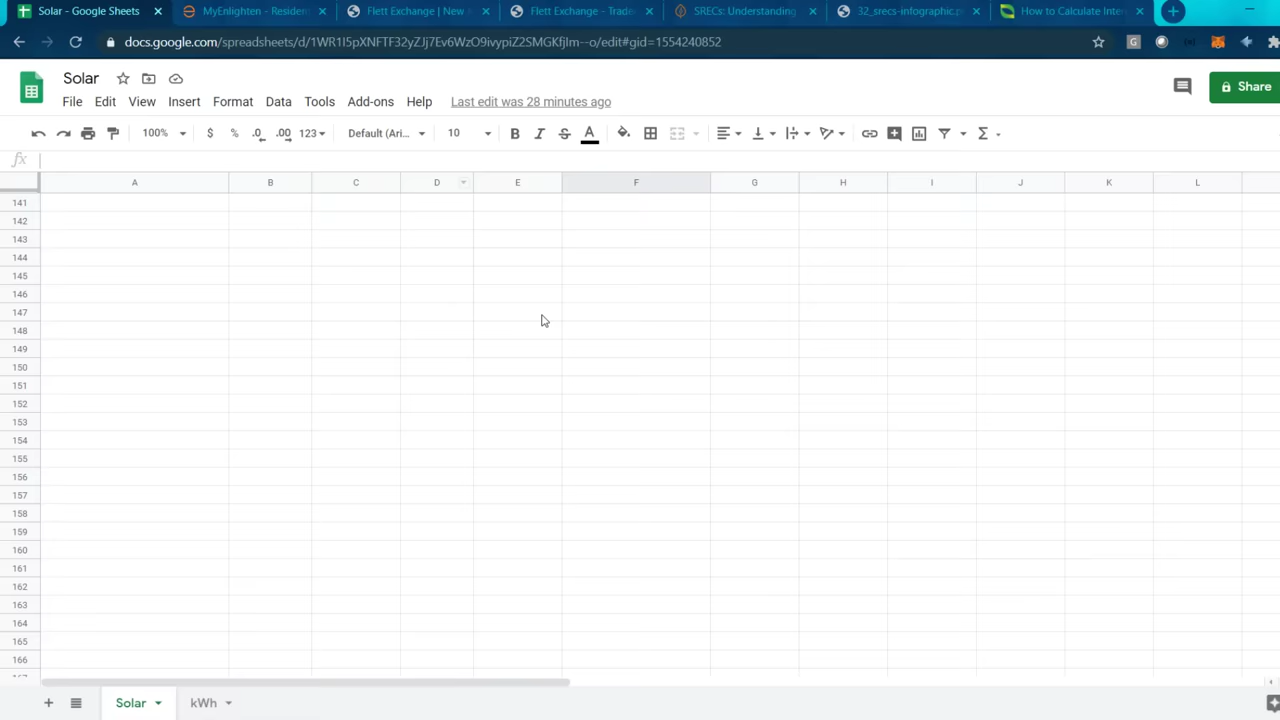 Solar - Google Sheets
MyEnlighten - Residen
Flett Exchange | New
Flett Exchange - Trade
SRECs: Understanding
32_srecs-infographic.p
How to Calculate Inte
docs.google.com/spreadsheets/d/1WR1I5pXNFTF32yZJj7Ev6WzO9ivypiZ2SMGKfjIm--o/edit#gid=1554240852
Solar
File Edit View Insert Format Data Tools Add-ons Help Last edit was 28 minutes ago
Share
100% $ % .0 .00 123 Default (Ari... 10 B I S A Σ
fx
A B C D E F G H I J K L
141
142
143
144
145
146
147
148
149
150
151
152
153
154
155
156
157
158
159
160
161
162
163
164
165
166
Solar kWh